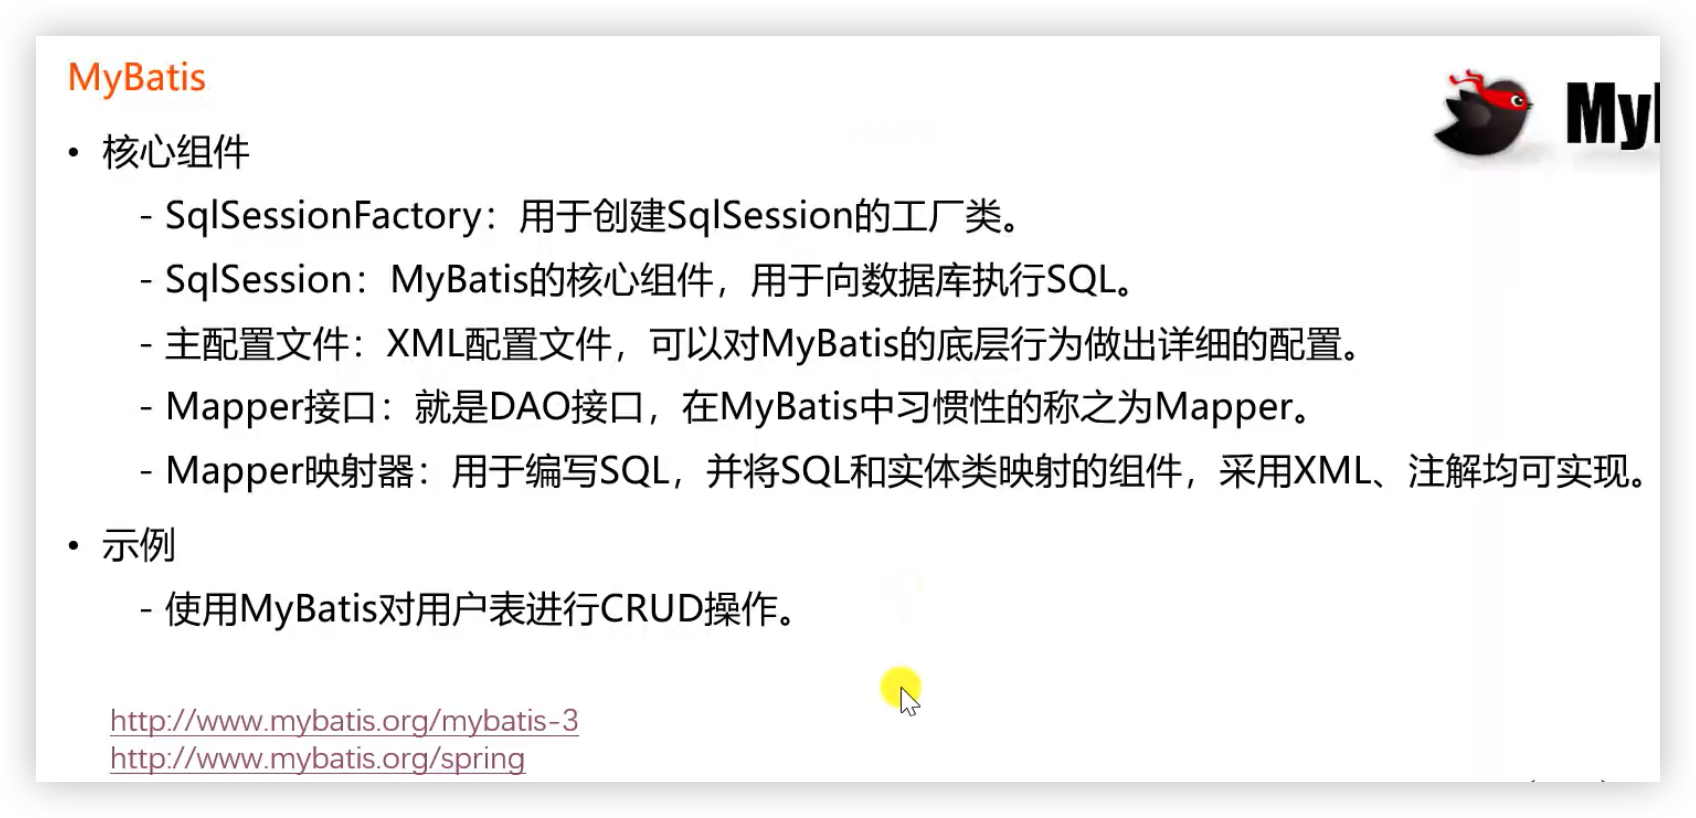 MyBatis
My
• 核心组件
- SqlSessionFactory：用于创建SqlSession的工厂类。
- SqlSession：MyBatis的核心组件，用于向数据库执行SQL。
- 主配置文件：XML配置文件，可以对MyBatis的底层行为做出详细的配置。
- Mapper接口：就是DAO接口，在MyBatis中习惯性的称之为Mapper。
- Mapper映射器：用于编写SQL，并将SQL和实体类映射的组件，采用XML、注解均可实现。
• 示例
- 使用MyBatis对用户表进行CRUD操作。
http://www.mybatis.org/mybatis-3
http://www.mybatis.org/spring